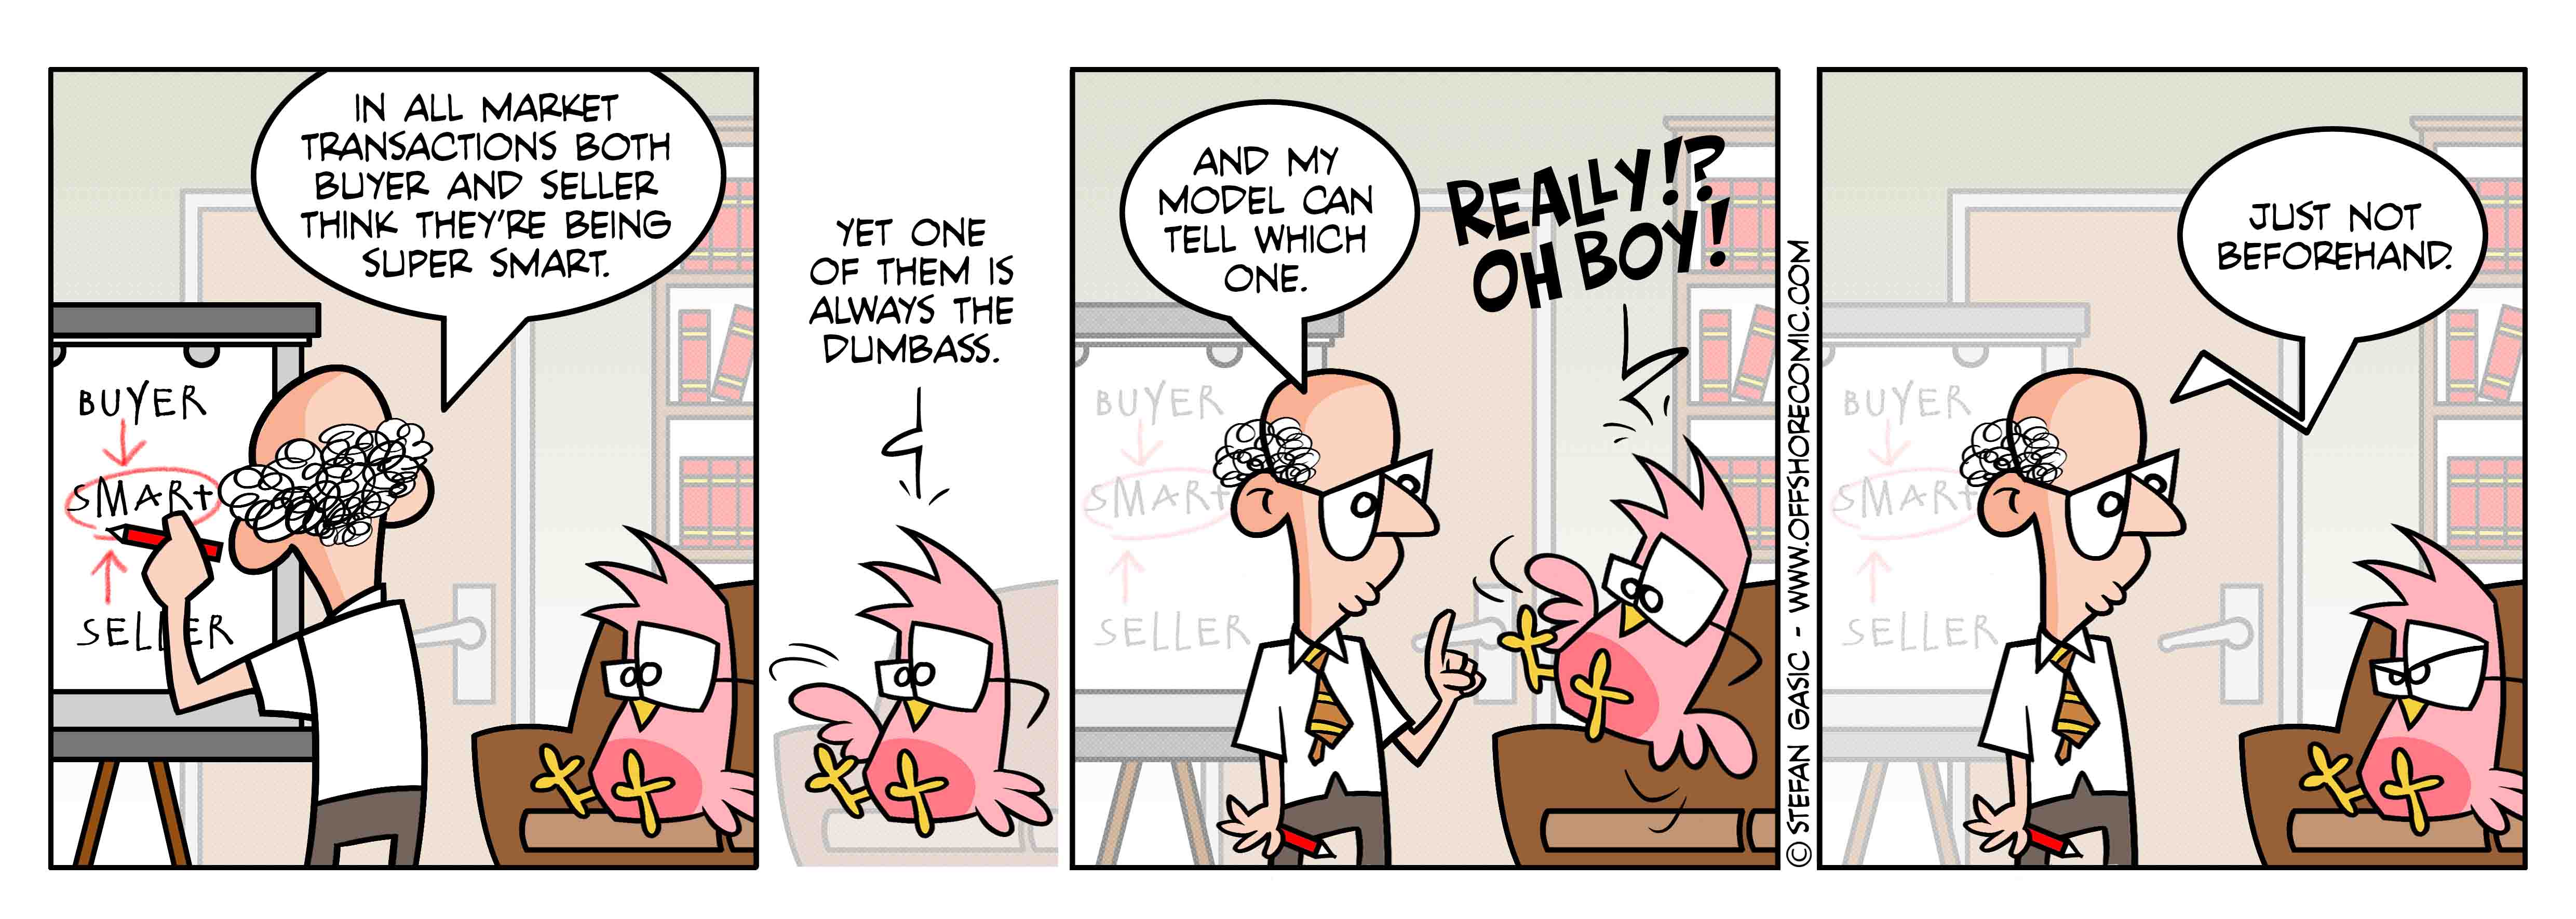 IN ALL MARKET
TRANSACTIONS BOTH
BUYER AND SELLER
THINK THEY'RE BEING
SUPER SMART.
BUYER
SMARt
SELLER
YET ONE
OF THEM IS
ALWAYS THE
DUMBASS.
AND MY
MODEL CAN
TELL WHICH
ONE.
REALLY!?
OH BOY!
BUYER
SMARt
SELLER
© STEFAN GASIC - WWW.OFFSHORECOMIC.COM
JUST NOT
BEFOREHAND.
BUYER
SMARt
SELLER